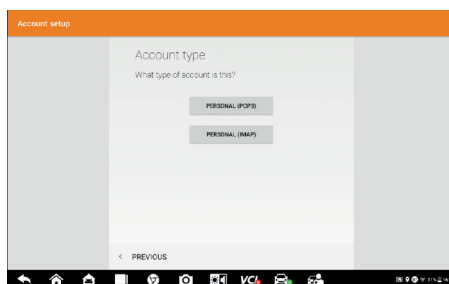 Account setup
Account type
What type of account is this?
PERSONAL (POP3)
PERSONAL (IMAP)
< PREVIOUS
VCI